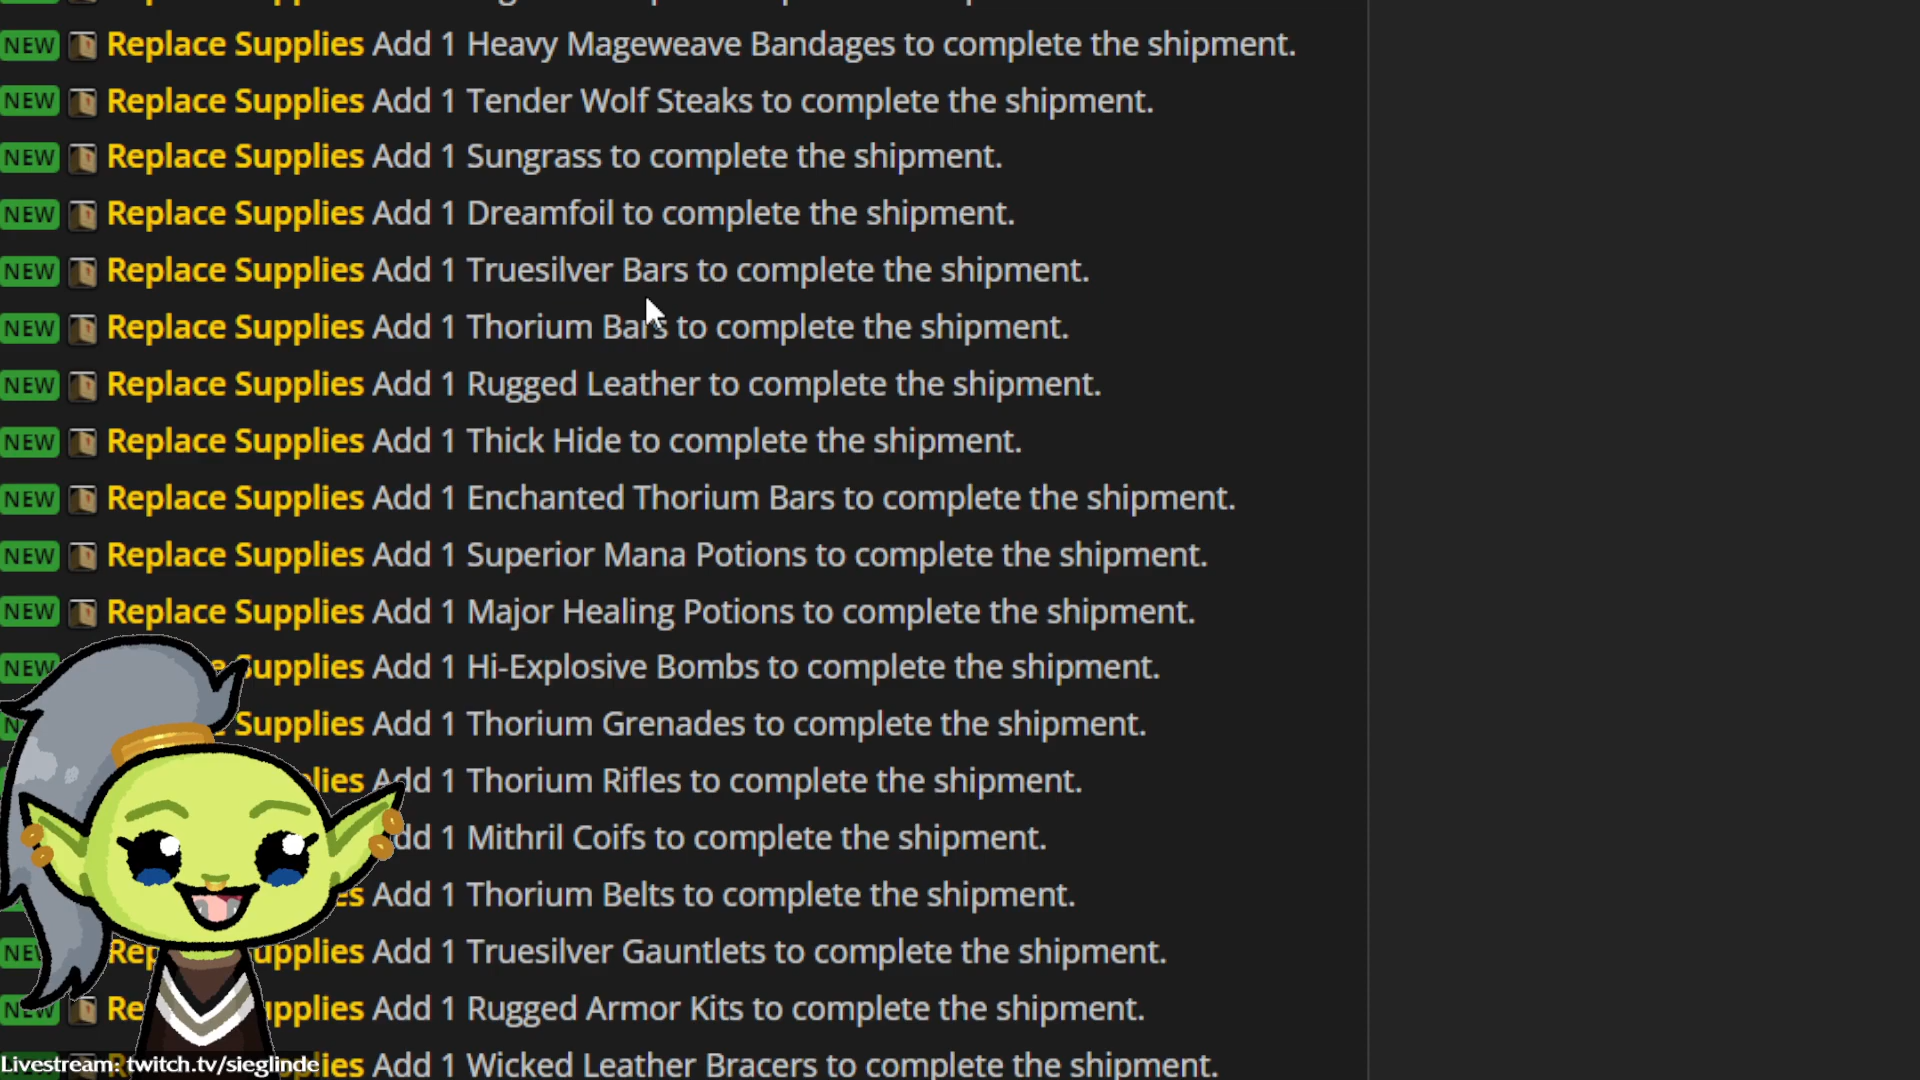 NEW Replace Supplies Add 1 Heavy Mageweave Bandages to complete the shipment.
NEW Replace Supplies Add 1 Tender Wolf Steaks to complete the shipment.
NEW Replace Supplies Add 1 Sungrass to complete the shipment.
NEW Replace Supplies Add 1 Dreamfoil to complete the shipment.
NEW Replace Supplies Add 1 Truesilver Bars to complete the shipment.
NEW Replace Supplies Add 1 Thorium Bars to complete the shipment.
NEW Replace Supplies Add 1 Rugged Leather to complete the shipment.
NEW Replace Supplies Add 1 Thick Hide to complete the shipment.
NEW Replace Supplies Add 1 Enchanted Thorium Bars to complete the shipment.
NEW Replace Supplies Add 1 Superior Mana Potions to complete the shipment.
NEW Replace Supplies Add 1 Major Healing Potions to complete the shipment.
NEW Supplies Add 1 Hi-Explosive Bombs to complete the shipment.
Supplies Add 1 Thorium Grenades to complete the shipment.
Add 1 Thorium Rifles to complete the shipment.
1 Mithril Coifs to complete the shipment.
Add 1 Thorium Belts to complete the shipment.
Add 1 Truesilver Gauntlets to complete the shipment.
NEW Add 1 Rugged Armor Kits to complete the shipment.
Add 1 Wicked Leather Bracers to complete the shipment.
Livestream: twitch.tv/sieglinde